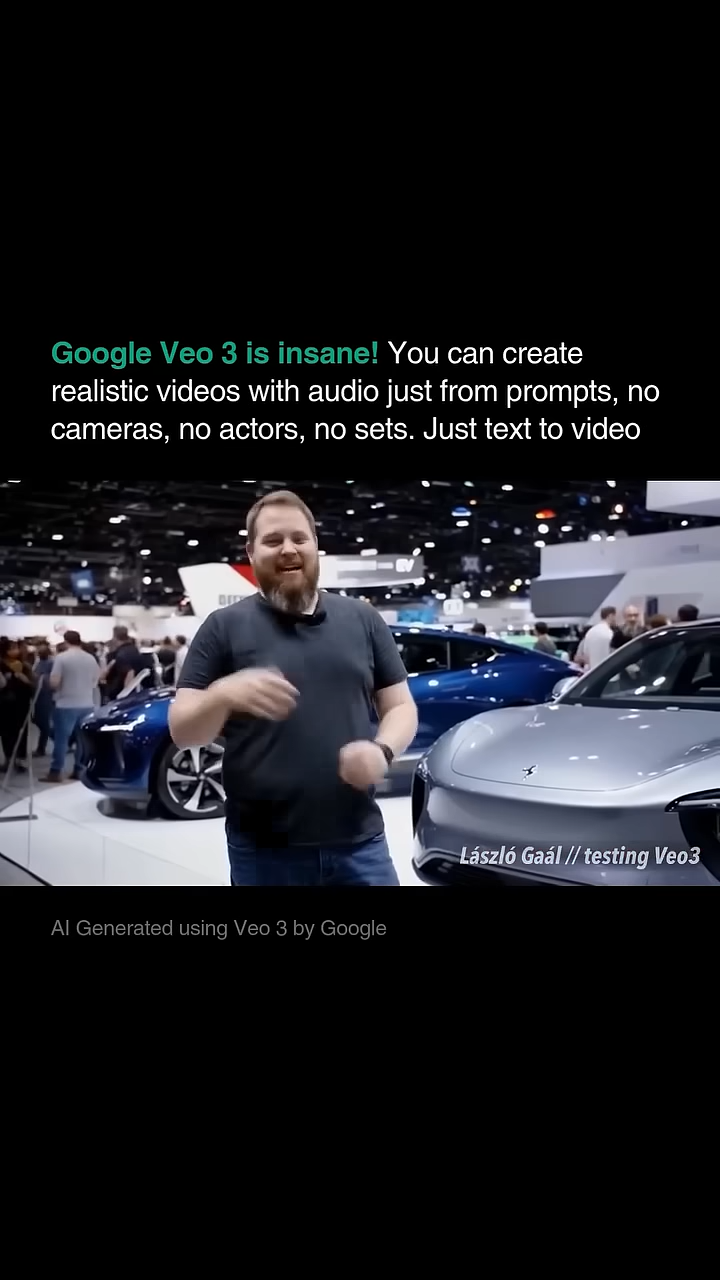 Google Veo 3 is insane! You can create
realistic videos with audio just from prompts, no
cameras, no actors, no sets. Just text to video
EV
László Gaál // testing Veo3
AI Generated using Veo 3 by Google